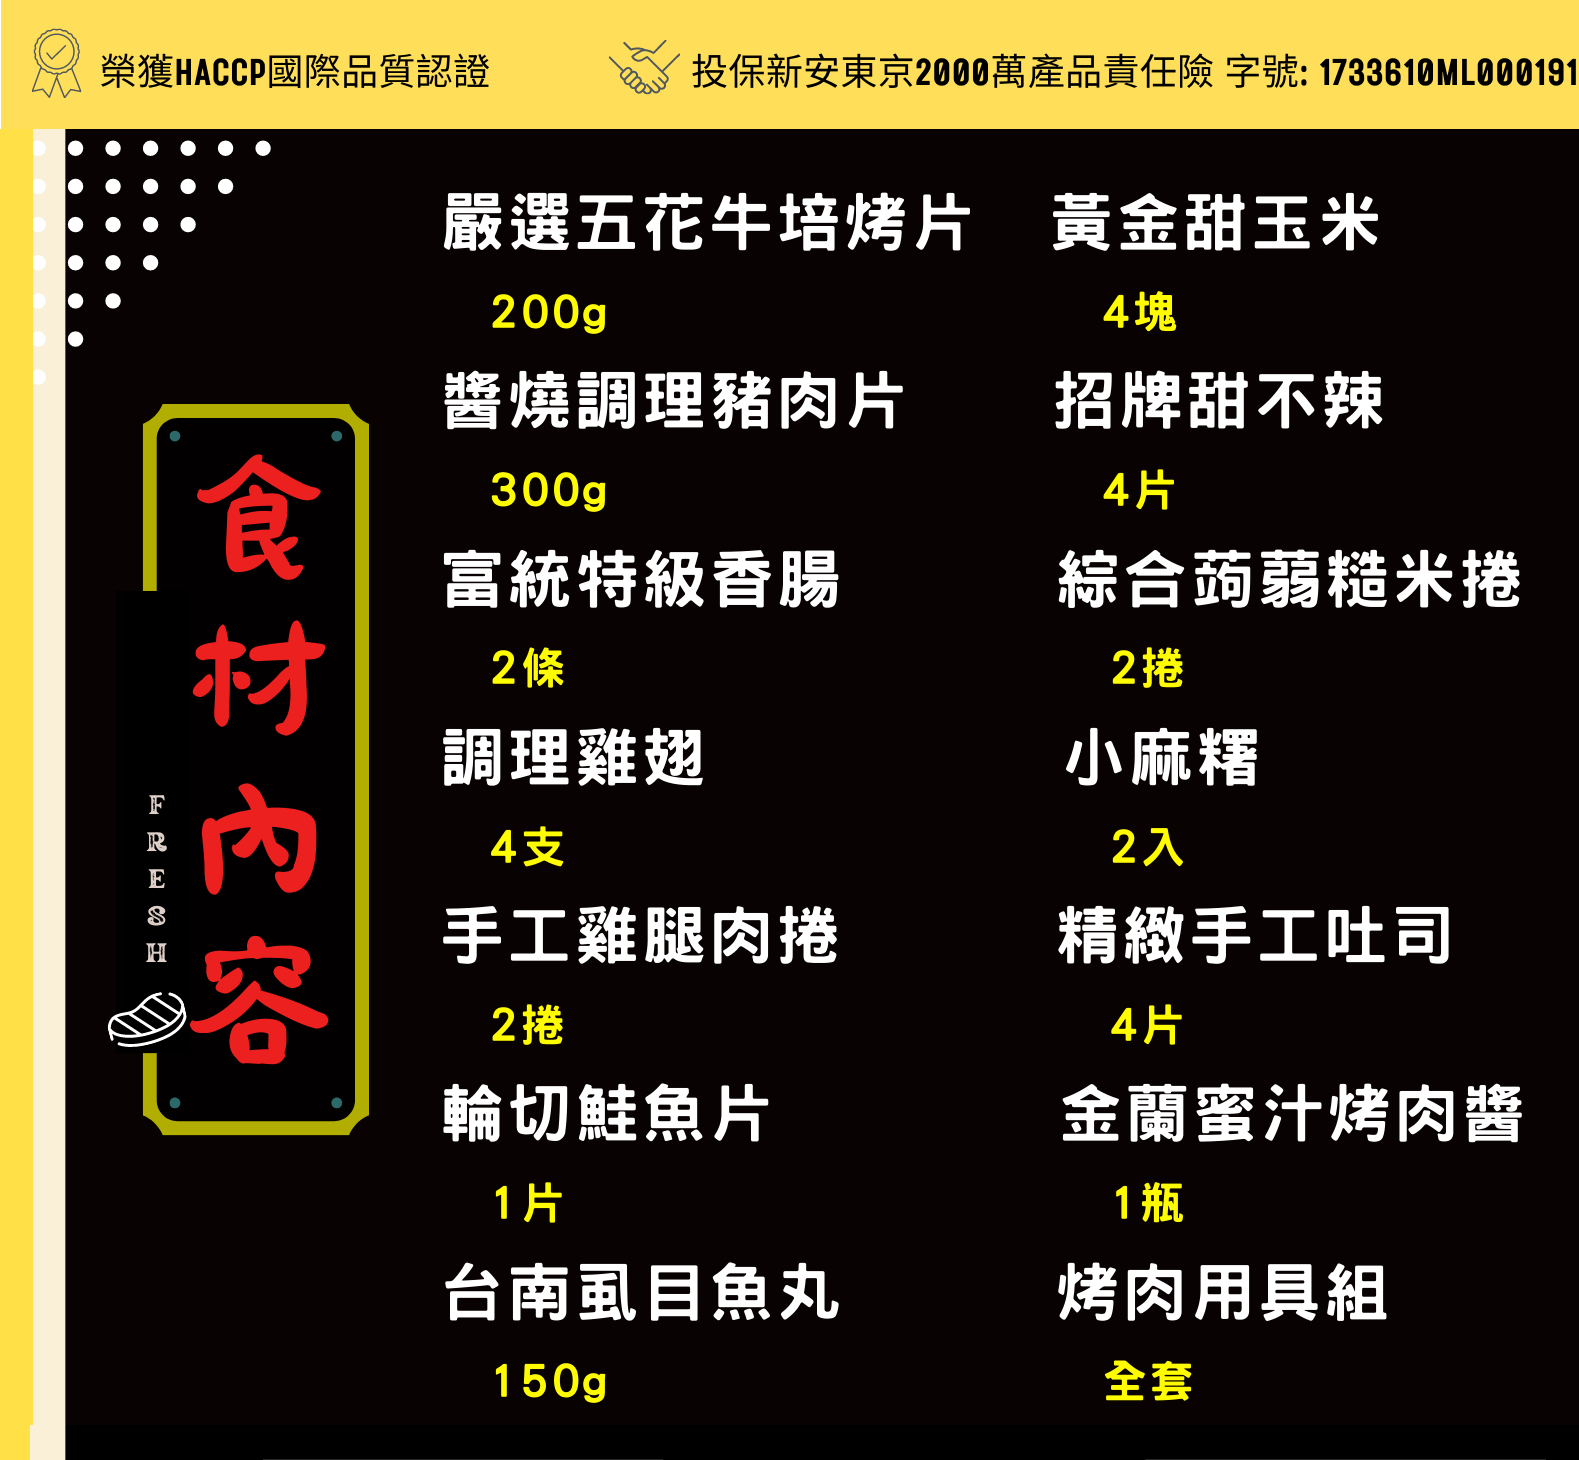 榮獲HACCP國際品質認證
投保新安東京2000萬產品責任險 字號: 1733610ML000191
食材內容
FRESH
嚴選五花牛培烤片
200g
醬燒調理豬肉片
300g
富統特級香腸
2條
調理雞翅
4支
手工雞腿肉捲
2捲
輪切鮭魚片
1片
台南虱目魚丸
150g
黃金甜玉米
4塊
招牌甜不辣
4片
綜合蒟蒻糙米捲
2捲
小麻糬
2入
精緻手工吐司
4片
金蘭蜜汁烤肉醬
1瓶
烤肉用具組
全套